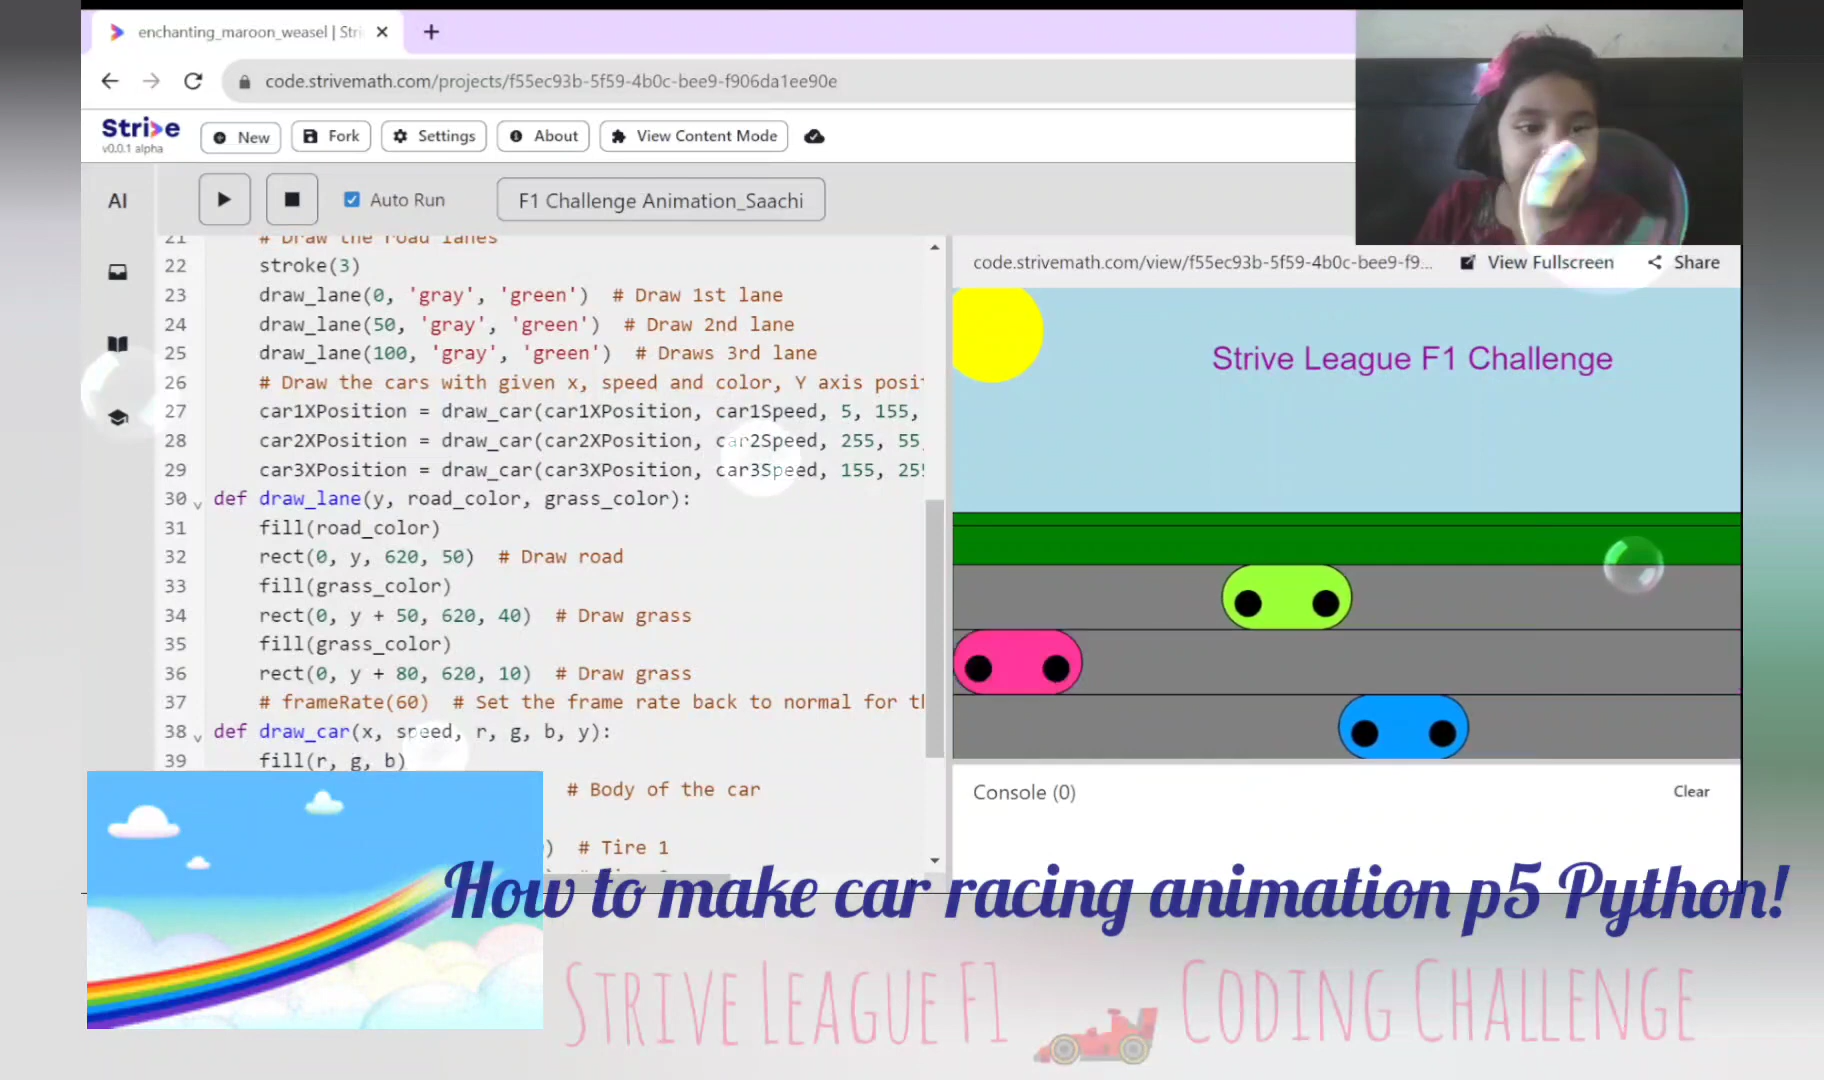 enchanting_maroon_weasel | Stri
code.strivemath.com/projects/f55ec93b-5f59-4b0c-bee9-f906da1ee90e
Strive
v0.0.1 alpha
New
Fork
Settings
About
View Content Mode
AI
Auto Run
F1 Challenge Animation_Saachi
21 # Draw the road lanes
22 stroke(3)
23 draw_lane(0, 'gray', 'green')  # Draw 1st lane
24 draw_lane(50, 'gray', 'green')  # Draw 2nd lane
25 draw_lane(100, 'gray', 'green')  # Draws 3rd lane
26 # Draw the cars with given x, speed and color, Y axis posi
27 car1XPosition = draw_car(car1XPosition, car1Speed, 5, 155,
28 car2XPosition = draw_car(car2XPosition, car2Speed, 255, 55
29 car3XPosition = draw_car(car3XPosition, car3Speed, 155, 25
30 def draw_lane(y, road_color, grass_color):
31 fill(road_color)
32 rect(0, y, 620, 50)  # Draw road
33 fill(grass_color)
34 rect(0, y + 50, 620, 40)  # Draw grass
35 fill(grass_color)
36 rect(0, y + 80, 620, 10)  # Draw grass
37 # frameRate(60)  # Set the frame rate back to normal for t
38 def draw_car(x, speed, r, g, b, y):
39 fill(r, g, b)
# Body of the car
)  # Tire 1
code.strivemath.com/view/f55ec93b-5f59-4b0c-bee9-f9...
View Fullscreen
Share
Strive League F1 Challenge
Console (0)
Clear
How to make car racing animation p5 Python!
Strive League F1 Coding Challenge